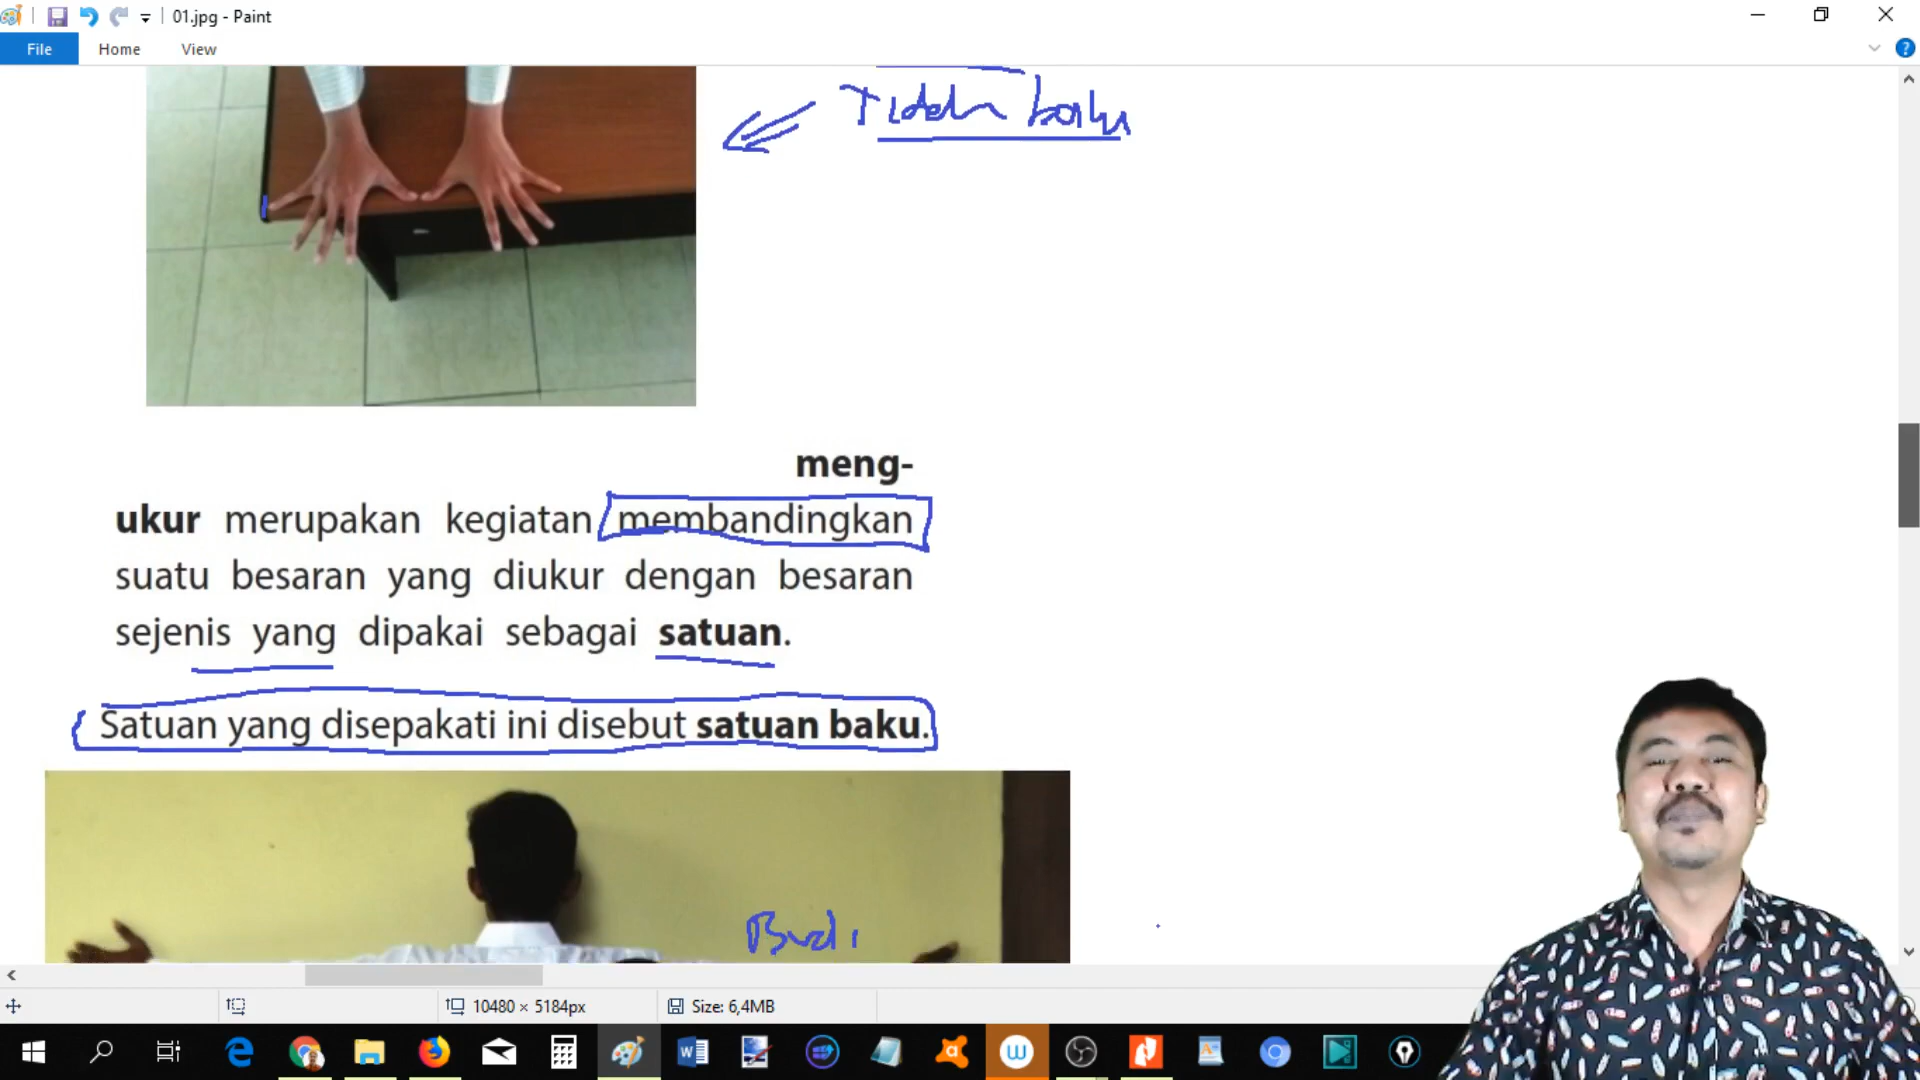 01.jpg - Paint
File Home View
Tidak baku
meng-
ukur merupakan kegiatan membandingkan
suatu besaran yang diukur dengan besaran
sejenis yang dipakai sebagai satuan.
Satuan yang disepakati ini disebut satuan baku.
Budi
10480 × 5184px
Size: 6,4MB